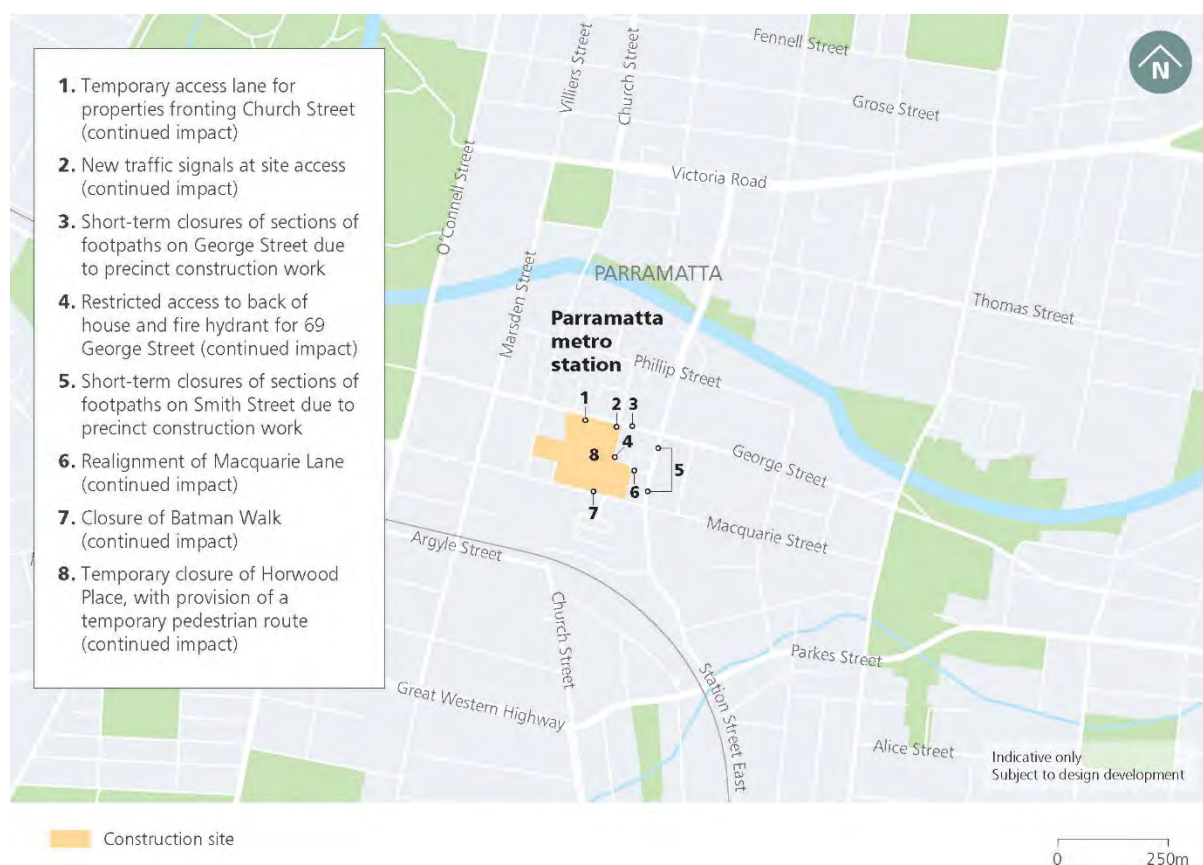 1. Temporary access lane for
properties fronting Church Street
(continued impact)
2. New traffic signals at site access
(continued impact)
3. Short-term closures of sections of
footpaths on George Street due
to precinct construction work
4. Restricted access to back of
house and fire hydrant for 69
George Street (continued impact)
5. Short-term closures of sections of
footpaths on Smith Street due to
precinct construction work
6. Realignment of Macquarie Lane
(continued impact)
7. Closure of Batman Walk
(continued impact)
8. Temporary closure of Horwood
Place, with provision of a
temporary pedestrian route
(continued impact)
Fennell Street
N
Villiers Street
Church Street
Grose Street
O'Connell Street
Victoria Road
Marsden Street
PARRAMATTA
Thomas Street
Parramatta
metro
station
Phillip Street
1
2
3
4
8
5
6
7
George Street
Macquarie Street
Argyle Street
Church Street
Station Street East
Parkes Street
Great Western Highway
Alice Street
Indicative only
Subject to design development
Construction site
0
250m